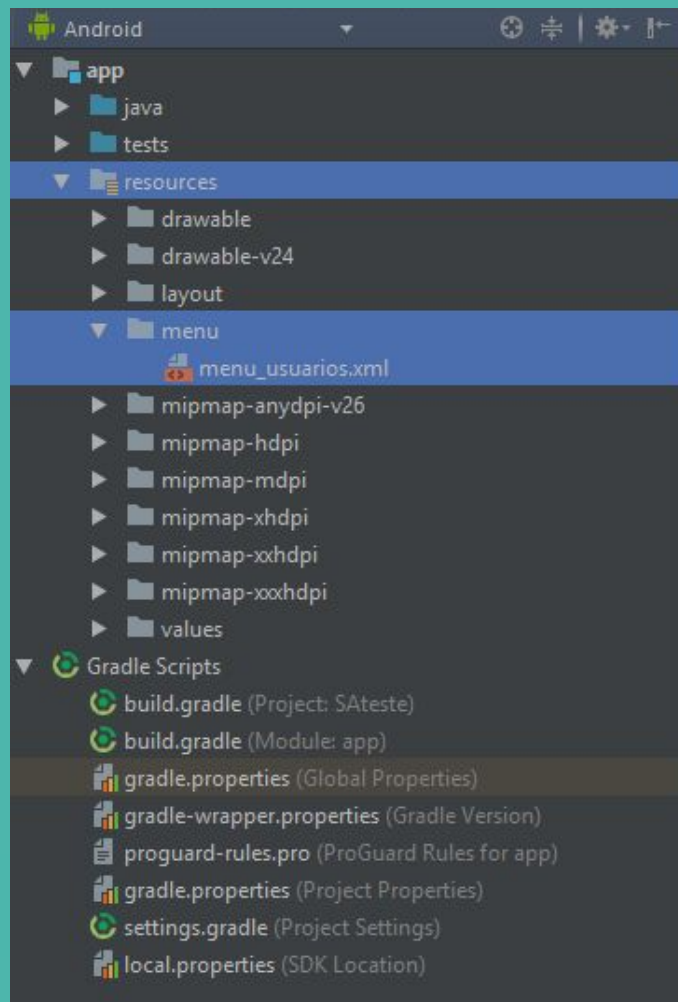 Android
app
java
tests
resources
drawable
drawable-v24
layout
menu
menu_usuarios.xml
mipmap-anydpi-v26
mipmap-hdpi
mipmap-mdpi
mipmap-xhdpi
mipmap-xxhdpi
mipmap-xxxhdpi
values
Gradle Scripts
build.gradle (Project: SAteste)
build.gradle (Module: app)
gradle.properties (Global Properties)
gradle-wrapper.properties (Gradle Version)
proguard-rules.pro (ProGuard Rules for app)
gradle.properties (Project Properties)
settings.gradle (Project Settings)
local.properties (SDK Location)